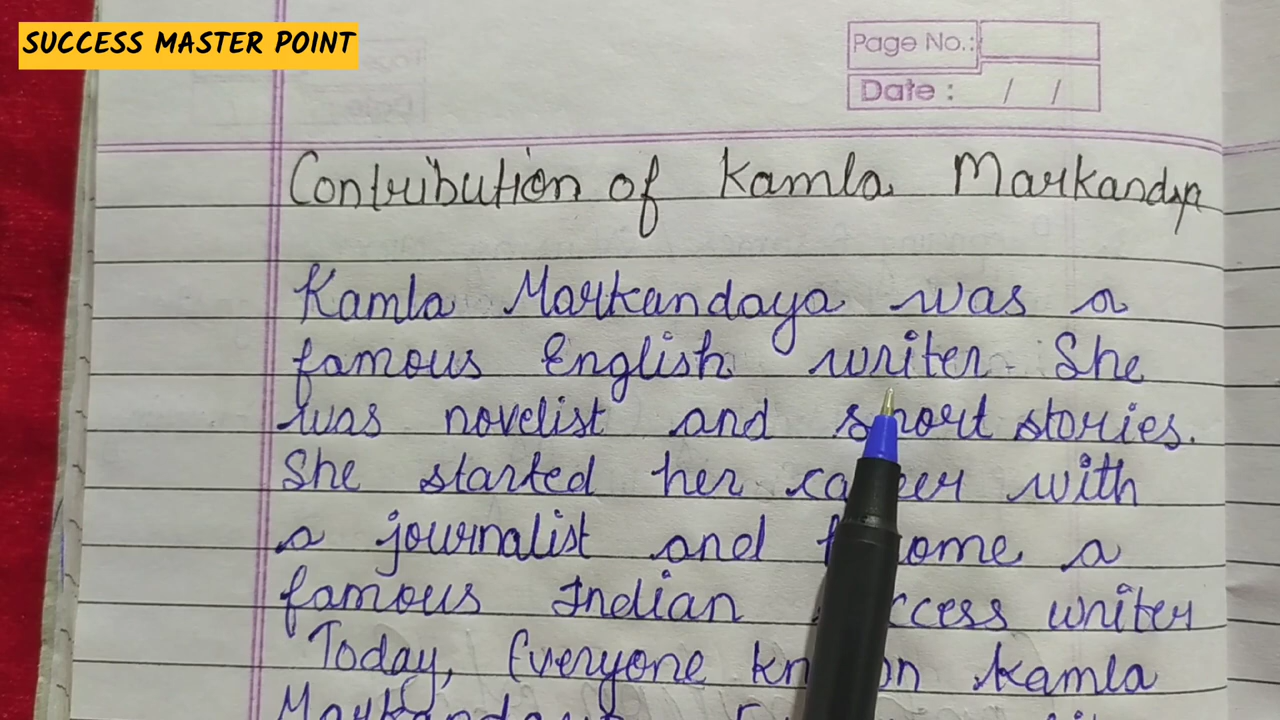 SUCCESS MASTER POINT
Page No.:
Date : / /
Contribution of Kamla Markandya
Kamla Markandaya was a
famous English writer. She
was novelist and short stories.
She started her career with
a journalist and become a
famous Indian success writer
Today, Everyone kn Kamla